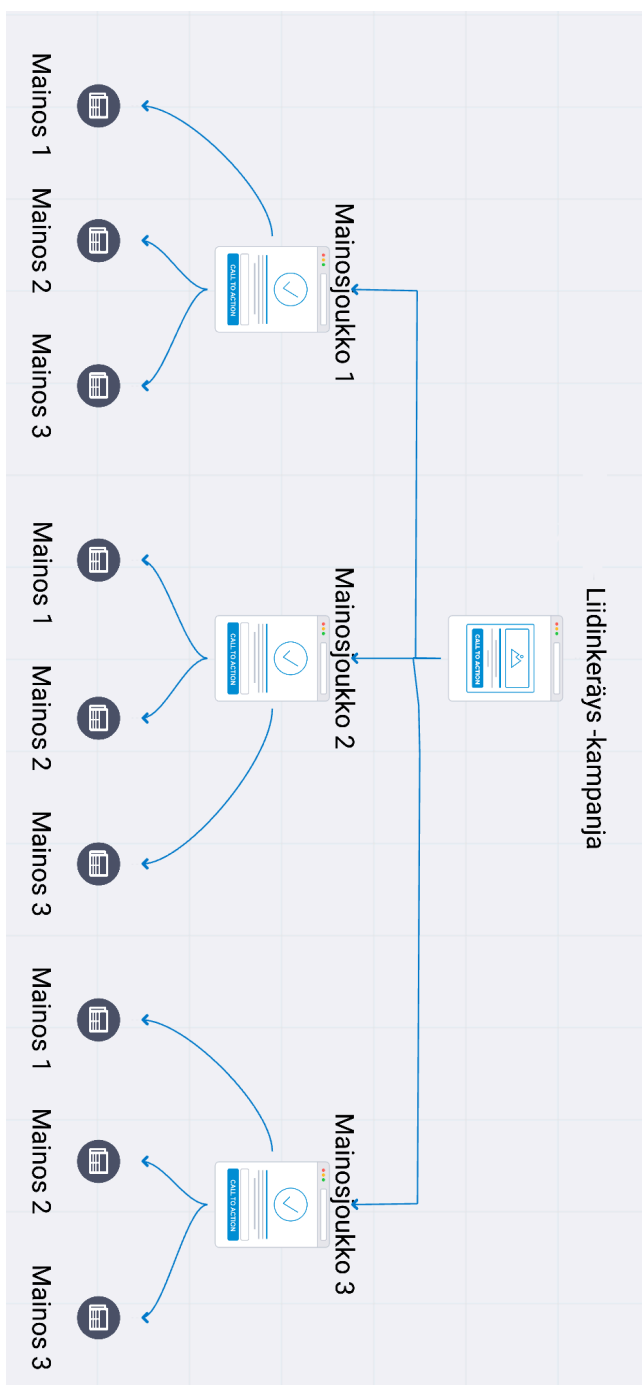 Liidinkeräys -kampanja
CALL TO ACTION
Mainosjoukko 1
Mainosjoukko 2
Mainosjoukko 3
CALL TO ACTION
CALL TO ACTION
CALL TO ACTION
Mainos 1
Mainos 2
Mainos 3
Mainos 1
Mainos 2
Mainos 3
Mainos 1
Mainos 2
Mainos 3